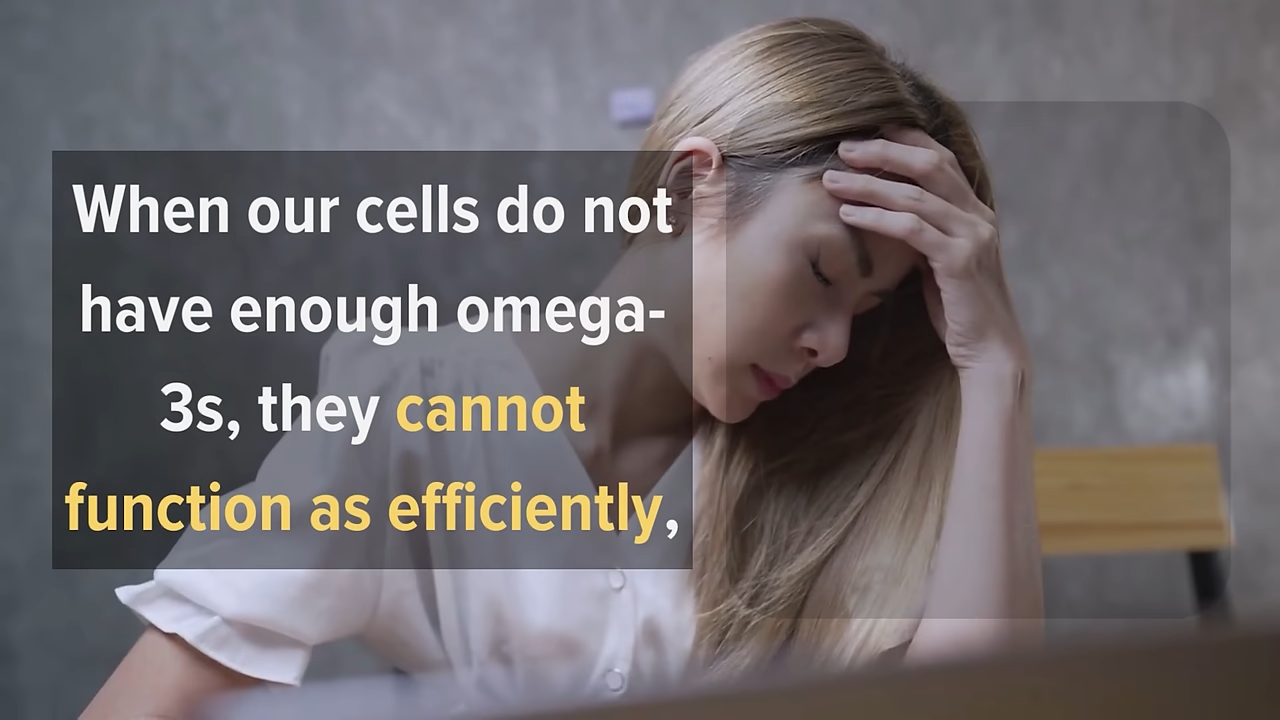 When our cells do not
have enough omega-
3s, they cannot
function as efficiently,